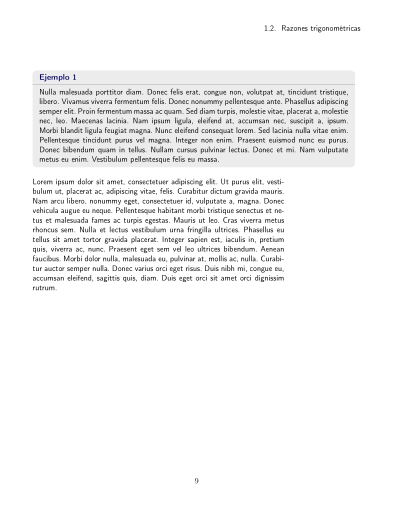 1.2. Razones trigonométricas
Ejemplo 1
Nulla malesuada porttitor diam. Donec felis erat, congue non, volutpat at, tincidunt tristique,
libero. Vivamus viverra fermentum felis. Donec nonummy pellentesque ante. Phasellus adipiscing
semper elit. Proin fermentum massa ac quam. Sed diam turpis, molestie vitae, placerat a, molestie
nec, leo. Maecenas lacinia. Nam ipsum ligula, eleifend at, accumsan nec, suscipit a, ipsum.
Morbi blandit ligula feugiat magna. Nunc eleifend consequat lorem. Sed lacinia nulla vitae enim.
Pellentesque tincidunt purus vel magna. Integer non enim. Praesent euismod nunc eu purus.
Donec bibendum quam in tellus. Nullam cursus pulvinar lectus. Donec et mi. Nam vulputate
metus eu enim. Vestibulum pellentesque felis eu massa.
Lorem ipsum dolor sit amet, consectetuer adipiscing elit. Ut purus elit, vesti-
bulum ut, placerat ac, adipiscing vitae, felis. Curabitur dictum gravida mauris.
Nam arcu libero, nonummy eget, consectetuer id, vulputate a, magna. Donec
vehicula augue eu neque. Pellentesque habitant morbi tristique senectus et ne-
tus et malesuada fames ac turpis egestas. Mauris ut leo. Cras viverra metus
rhoncus sem. Nulla et lectus vestibulum urna fringilla ultrices. Phasellus eu
tellus sit amet tortor gravida placerat. Integer sapien est, iaculis in, pretium
quis, viverra ac, nunc. Praesent eget sem vel leo ultrices bibendum. Aenean
faucibus. Morbi dolor nulla, malesuada eu, pulvinar at, mollis ac, nulla. Curabi-
tur auctor semper nulla. Donec varius orci eget risus. Duis nibh mi, congue eu,
accumsan eleifend, sagittis quis, diam. Duis eget orci sit amet orci dignissim
rutrum.
9